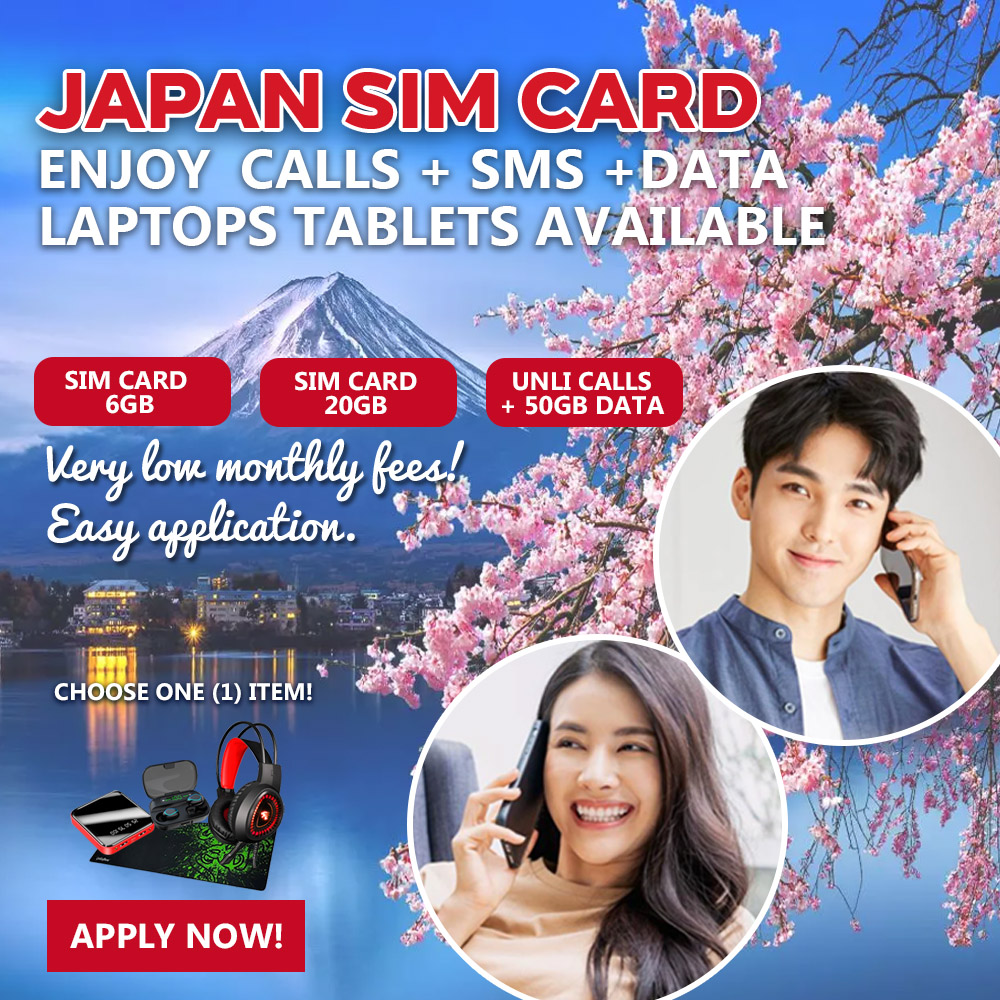 JAPAN SIM CARD
ENJOY CALLS + SMS +DATA
LAPTOPS TABLETS AVAILABLE
SIM CARD
6GB
SIM CARD
20GB
UNLI CALLS
+ 50GB DATA
Very low monthly fees!
Easy application.
CHOOSE ONE (1) ITEM!
APPLY NOW!